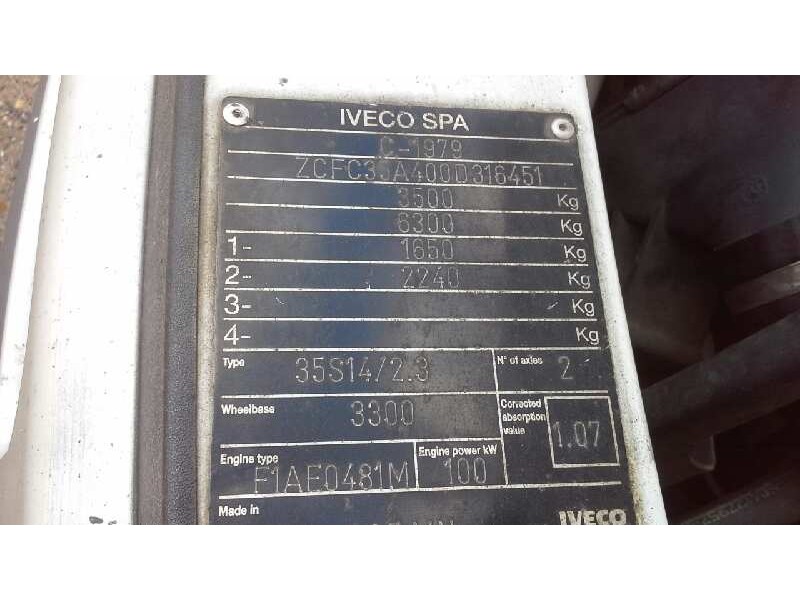 IVECO SPA
C-1979
ZCFC35A400D316451
3500 Kg
6300 Kg
1- 1650 Kg
2- 2240 Kg
3- Kg
4- Kg
Type 35S14/2.3 N° of axles 2
Wheelbase 3300 Corrected absorption value 1.07
Engine type F1AE0481M Engine power kW 100
Made in IVECO